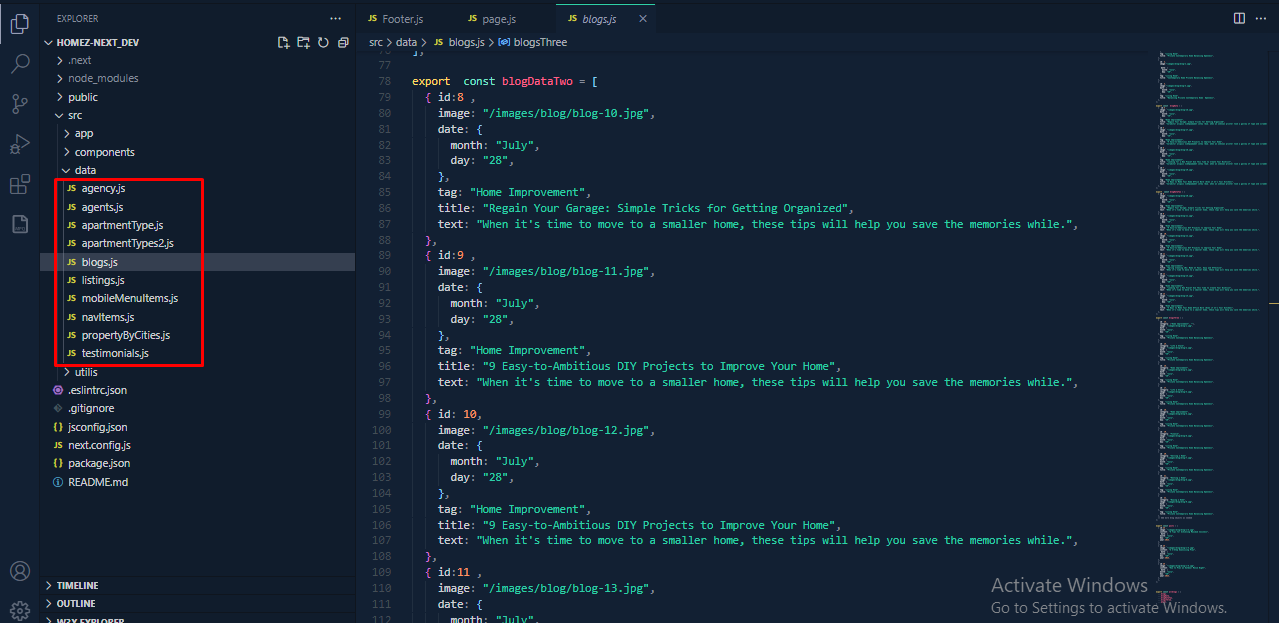 EXPLORER
HOMEZ-NEXT_DEV
.next
node_modules
public
src
app
components
data
JS agency.js
JS agents.js
JS apartmentType.js
JS apartmentTypes2.js
JS blogs.js
JS listings.js
JS mobileMenuItems.js
JS navItems.js
JS propertyByCities.js
JS testimonials.js
utilis
.eslintrc.json
.gitignore
{} jsconfig.json
JS next.config.js
{} package.json
README.md
TIMELINE
OUTLINE
JS Footer.js JS page.js JS blogs.js
src > data > JS blogs.js > blogsThree
76 ];
77
78 export  const blogDataTwo = [
79 { id:8 ,
80 image: "/images/blog/blog-10.jpg",
81 date: {
82 month: "July",
83 day: "28",
84 },
85 tag: "Home Improvement",
86 title: "Regain Your Garage: Simple Tricks for Getting Organized",
87 text: "When it's time to move to a smaller home, these tips will help you save the memories while.",
88 },
89 { id:9 ,
90 image: "/images/blog/blog-11.jpg",
91 date: {
92 month: "July",
93 day: "28",
94 },
95 tag: "Home Improvement",
96 title: "9 Easy-to-Ambitious DIY Projects to Improve Your Home",
97 text: "When it's time to move to a smaller home, these tips will help you save the memories while.",
98 },
99 { id: 10,
100 image: "/images/blog/blog-12.jpg",
101 date: {
102 month: "July",
103 day: "28",
104 },
105 tag: "Home Improvement",
106 title: "9 Easy-to-Ambitious DIY Projects to Improve Your Home",
107 text: "When it's time to move to a smaller home, these tips will help you save the memories while.",
108 },
109 { id:11 ,
110 image: "/images/blog/blog-13.jpg",
111 date: {
112 month: "July",
Activate Windows
Go to Settings to activate Windows.